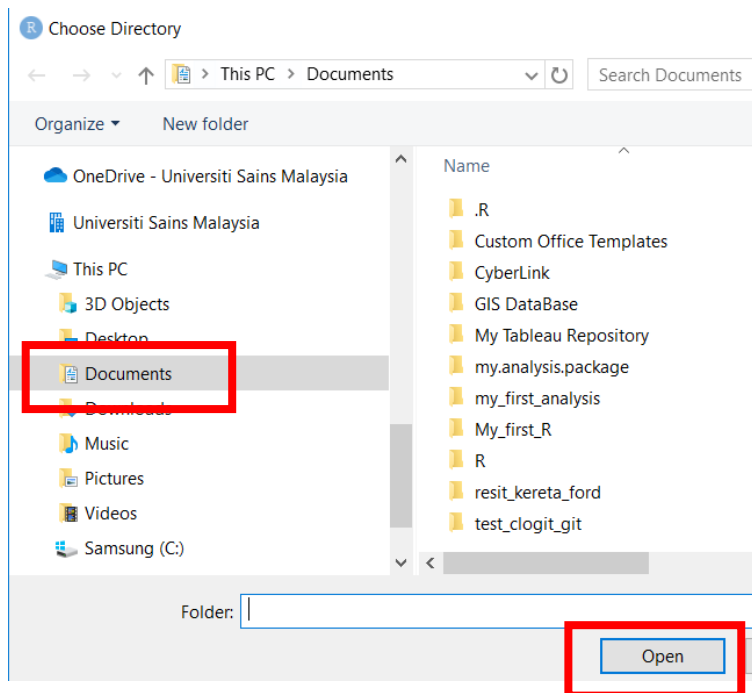 R Choose Directory
This PC > Documents
Search Documents
Organize
New folder
OneDrive - Universiti Sains Malaysia
Universiti Sains Malaysia
This PC
3D Objects
Desktop
Documents
Downloads
Music
Pictures
Videos
Samsung (C:)
Name
.R
Custom Office Templates
CyberLink
GIS DataBase
My Tableau Repository
my.analysis.package
my_first_analysis
My_first_R
R
resit_kereta_ford
test_clogit_git
Folder:
Open